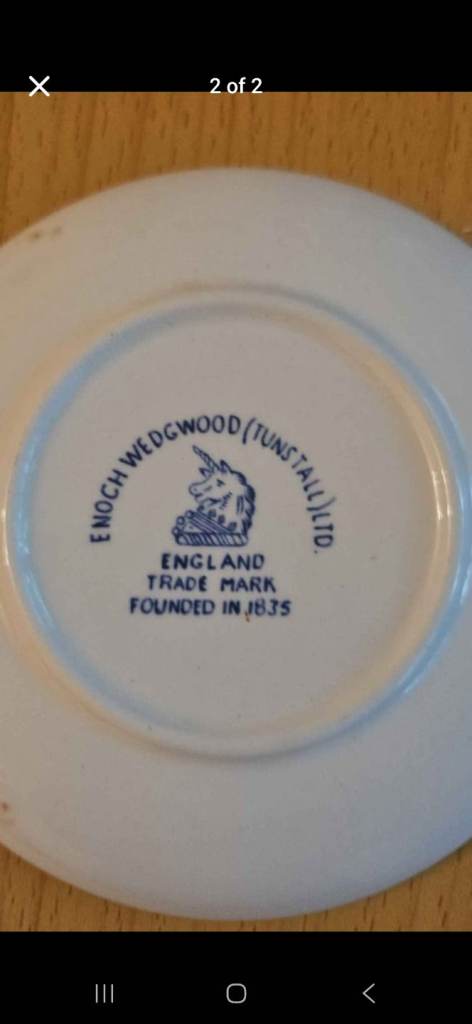 2 of 2
ENOCH WEDGWOOD (TUNSTALL) LTD.
ENGLAND
TRADE MARK
FOUNDED IN 1835